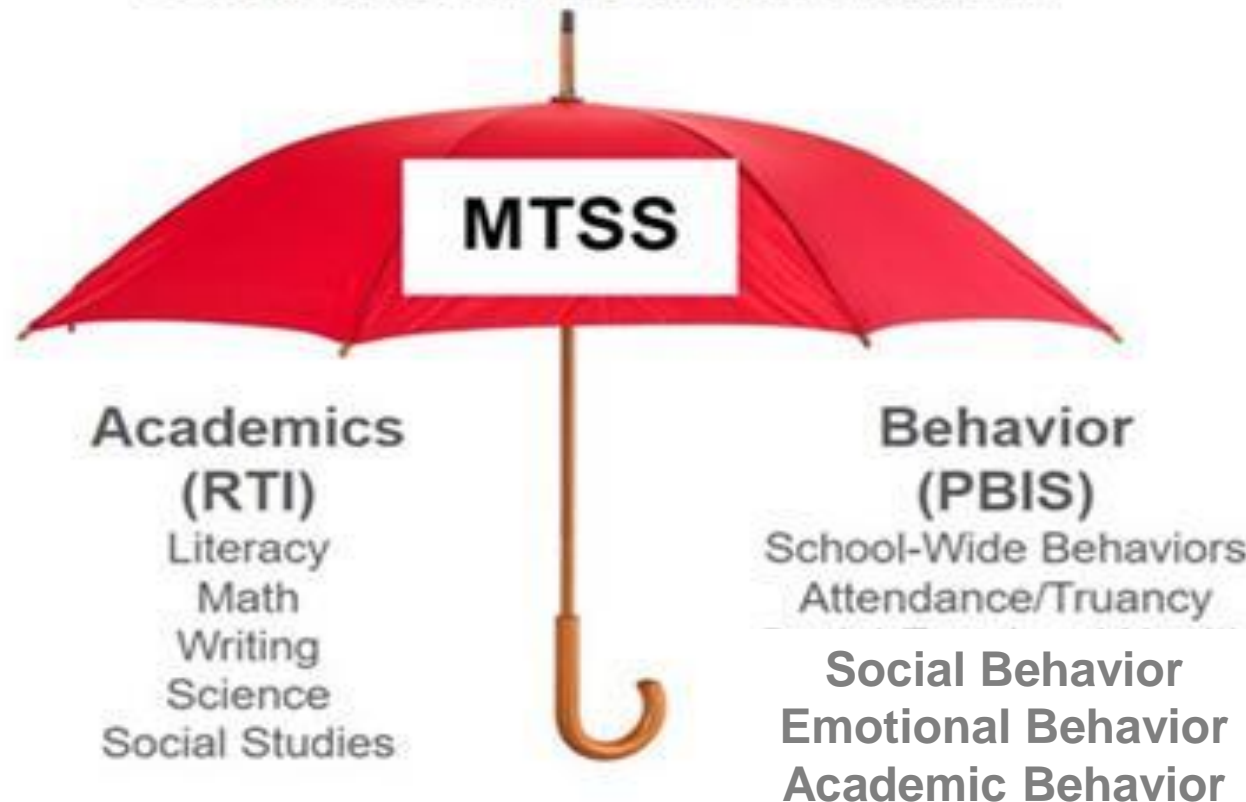 MTSS
Academics
(RTI)
Literacy
Math
Writing
Science
Social Studies
Behavior
(PBIS)
School-Wide Behaviors
Attendance/Truancy
Social Behavior
Emotional Behavior
Academic Behavior